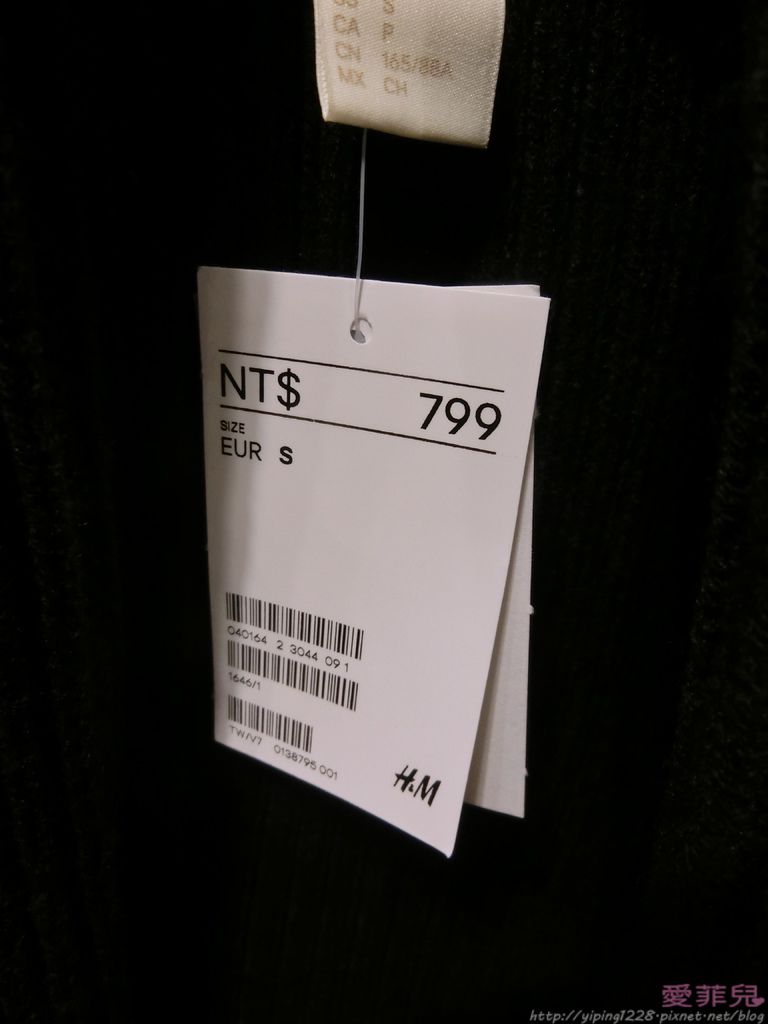 S
CA P
CN 165/88A
MX CH
NT$ 799
SIZE
EUR S
040164 2 3044 09 1
1646/1
TW/V7 0138795 001
H&M
愛菲兒
http://yiping1228.pixnet.net/blog